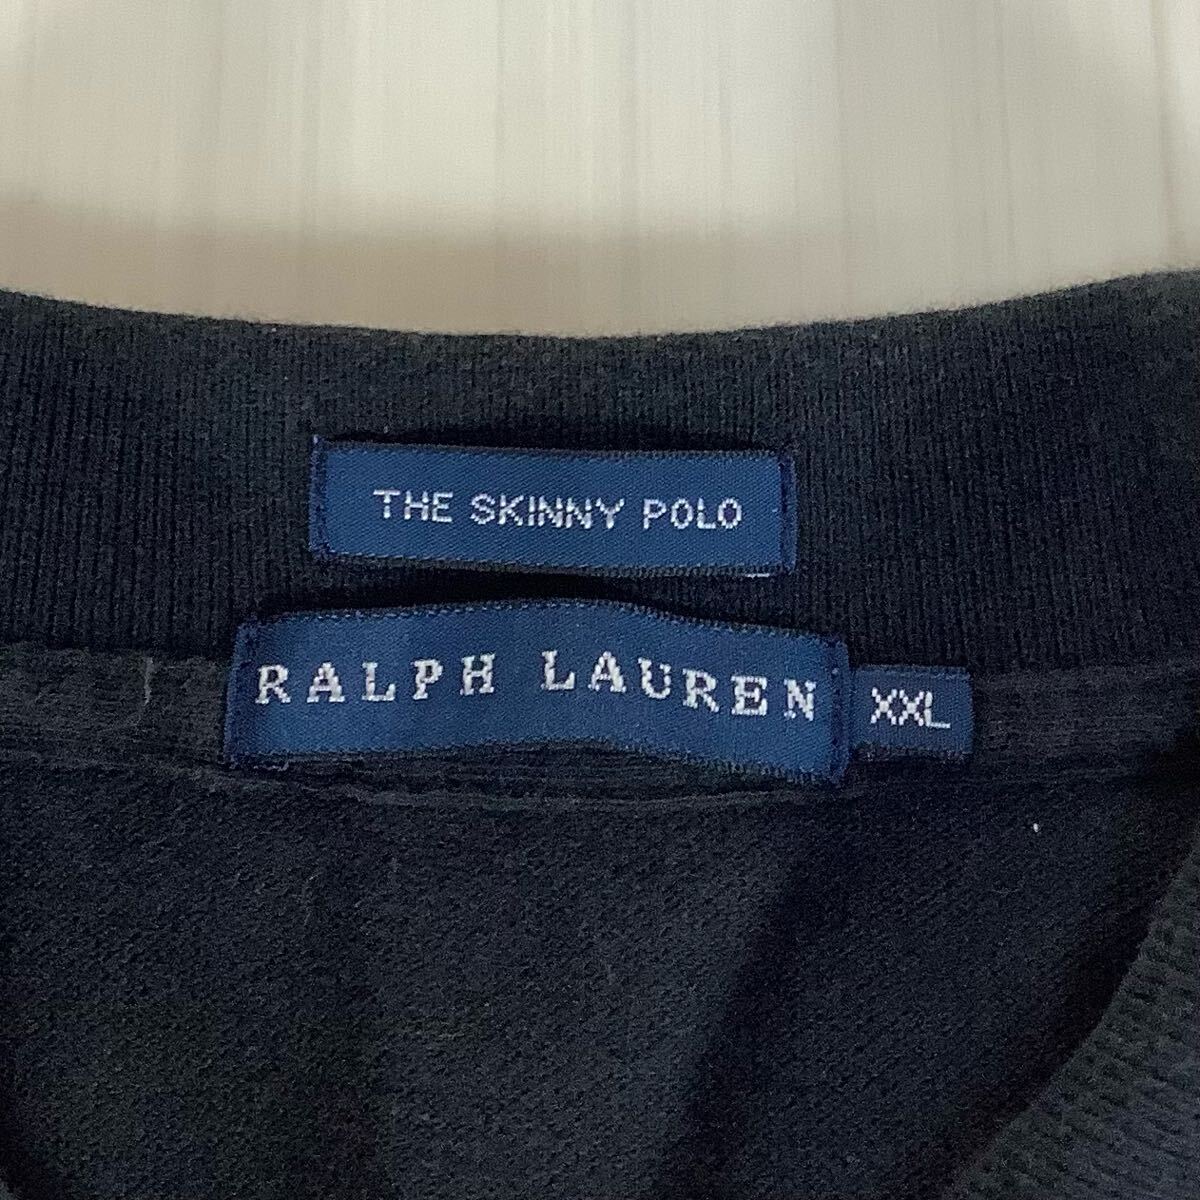 THE SKINNY POLO
RALPH LAUREN
XXL